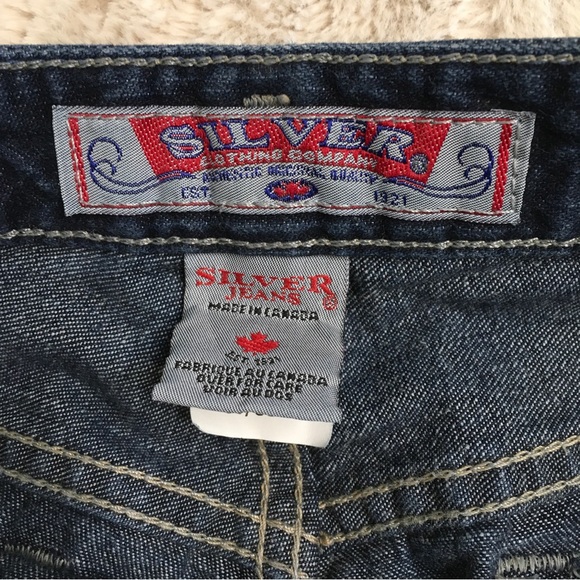 SILVER®
CLOTHING COMPANY
AUTHENTIC ORIGINAL QUALITY
EST. 1921
SILVER®
JEANS
MADE IN CANADA
EST. 1921
FABRIQUE AU CANADA
OVER FOR CARE
VOIR AU DOS